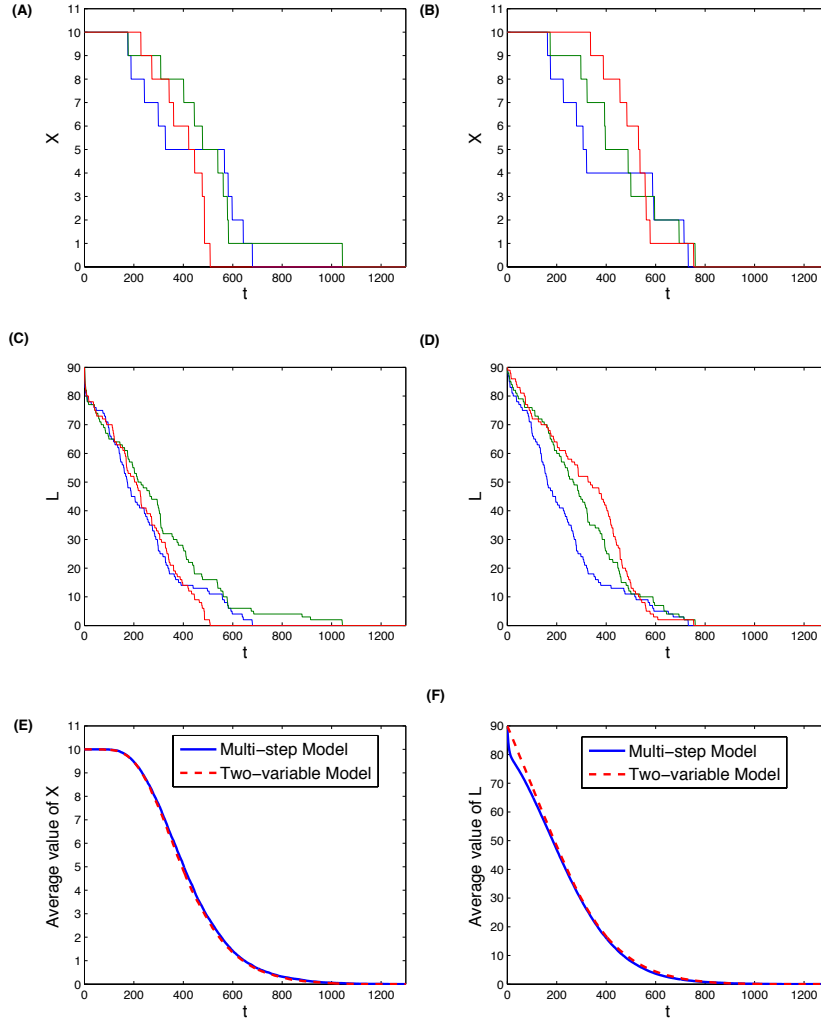 (A)
11
10
9
8
7
6
5
4
3
2
1
0
X
0 200 400 600 800 1000 1200
t
(B)
11
10
9
8
7
6
5
4
3
2
1
0
X
0 200 400 600 800 1000 1200
t
(C)
90
80
70
60
50
40
30
20
10
0
L
0 200 400 600 800 1000 1200
t
(D)
90
80
70
60
50
40
30
20
10
0
L
0 200 400 600 800 1000 1200
t
(E)
11
10
9
8
7
6
5
4
3
2
1
0
Average value of X
Multi-step Model
Two-variable Model
0 200 400 600 800 1000 1200
t
(F)
90
80
70
60
50
40
30
20
10
0
Average value of L
Multi-step Model
Two-variable Model
0 200 400 600 800 1000 1200
t